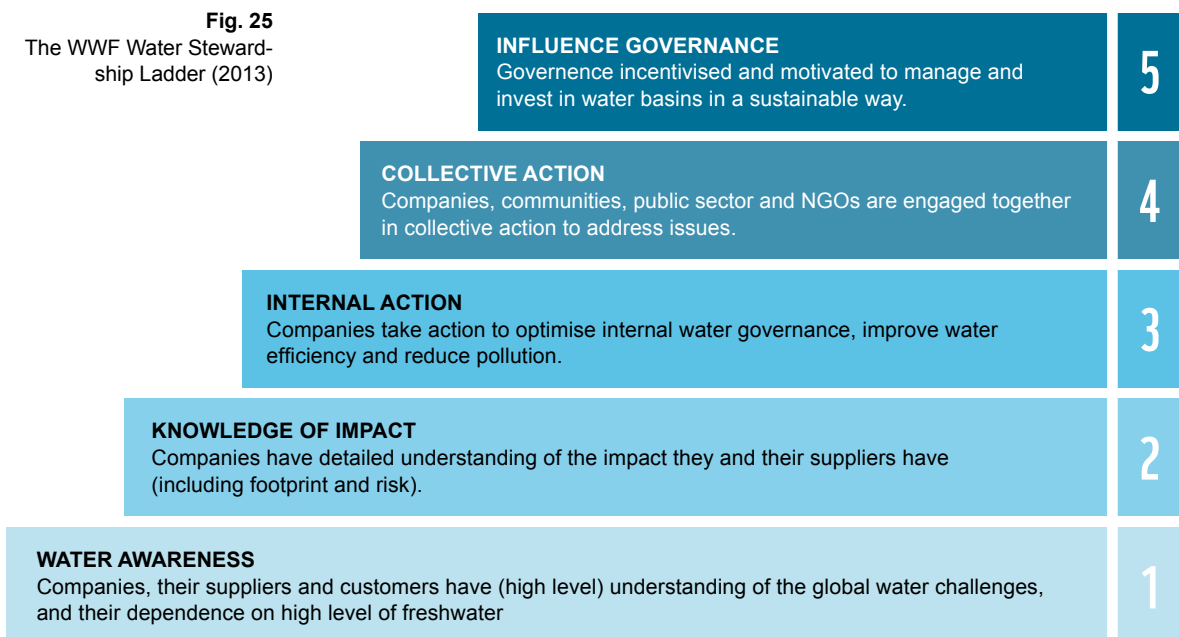 Fig. 25
The WWF Water Steward-
ship Ladder (2013)
INFLUENCE GOVERNANCE
Governence incentivised and motivated to manage and
invest in water basins in a sustainable way.
5
COLLECTIVE ACTION
Companies, communities, public sector and NGOs are engaged together
in collective action to address issues.
4
INTERNAL ACTION
Companies take action to optimise internal water governance, improve water
efficiency and reduce pollution.
3
KNOWLEDGE OF IMPACT
Companies have detailed understanding of the impact they and their suppliers have
(including footprint and risk).
2
WATER AWARENESS
Companies, their suppliers and customers have (high level) understanding of the global water challenges,
and their dependence on high level of freshwater
1